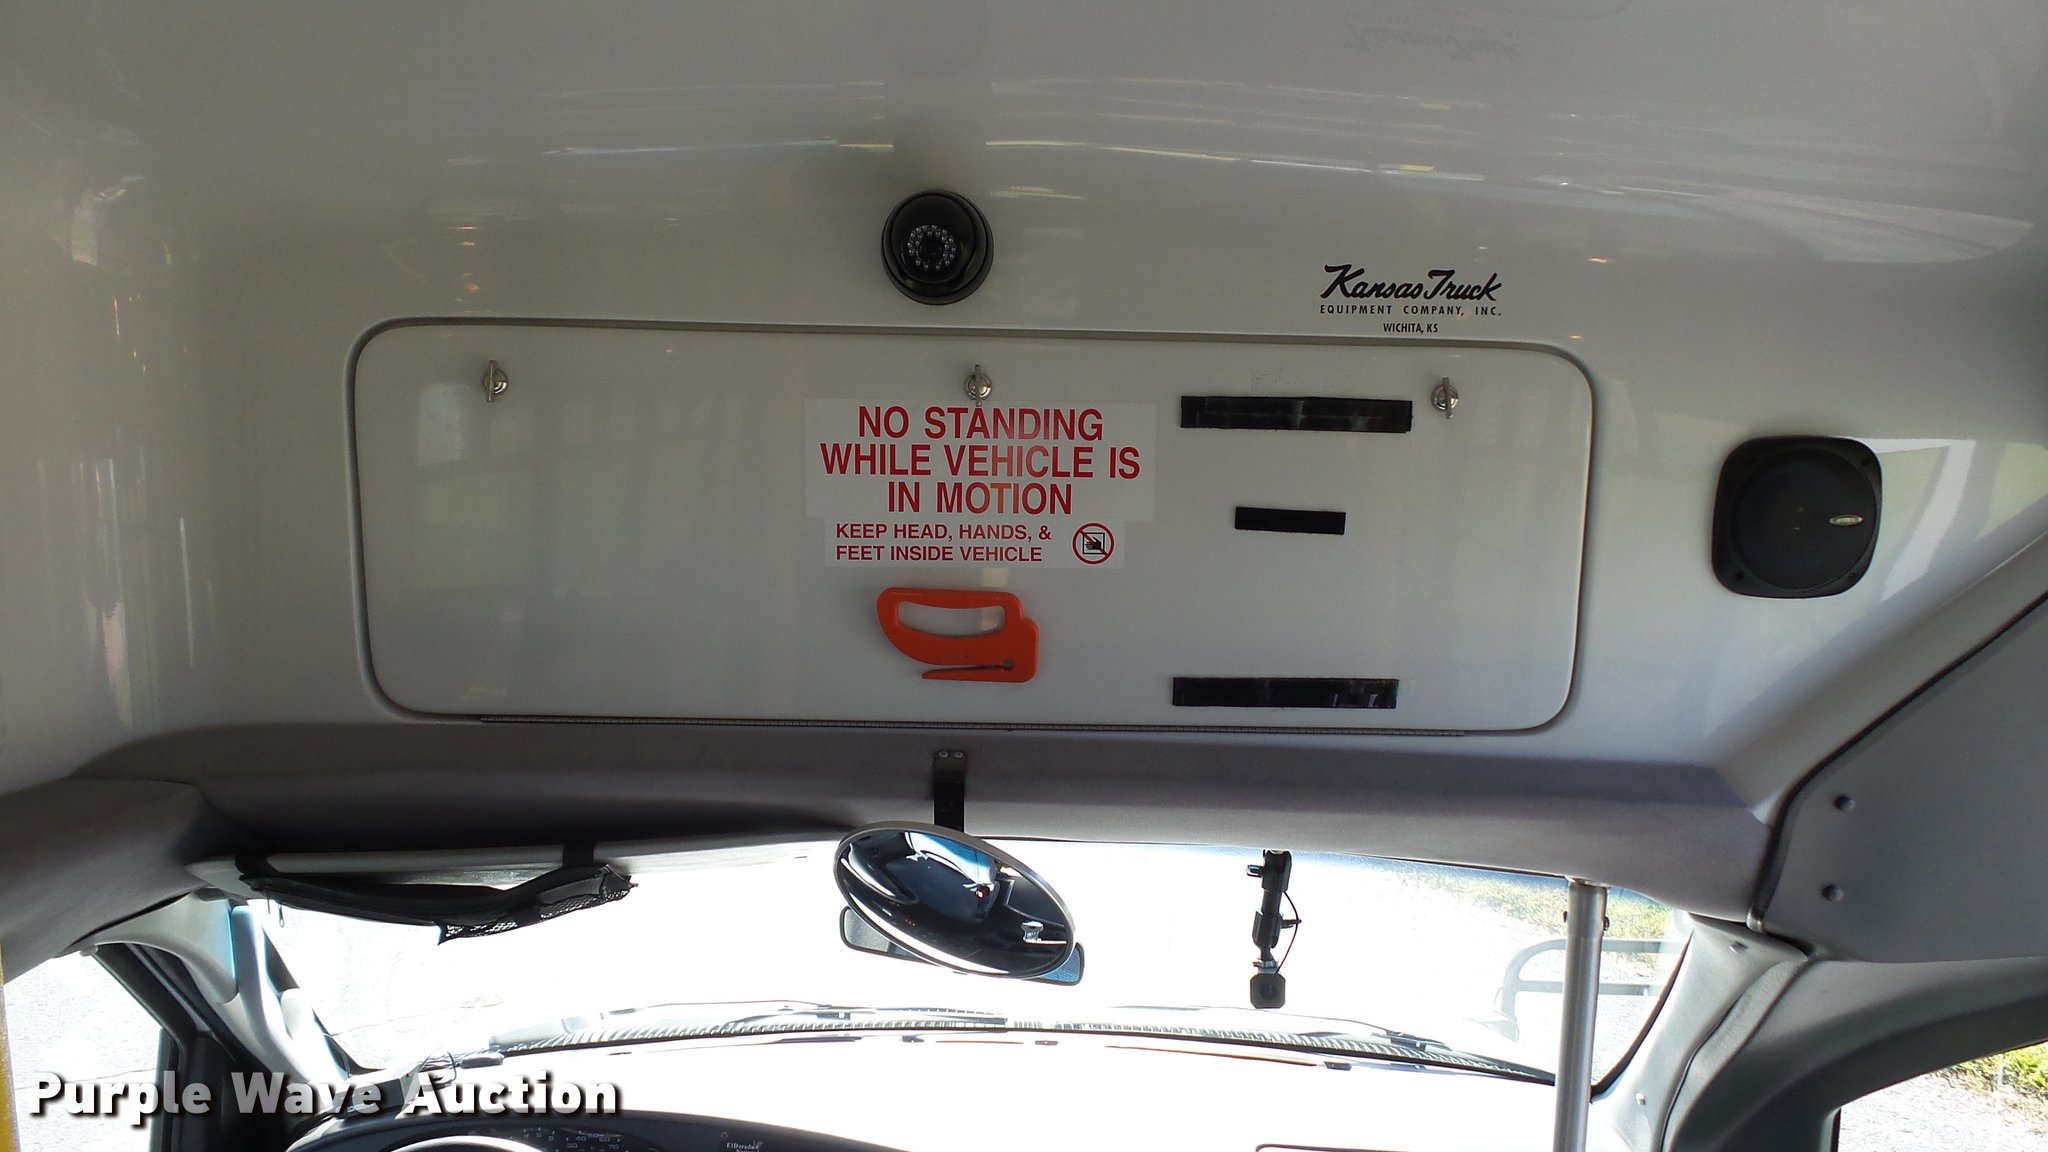 Kansas Truck
EQUIPMENT COMPANY, INC.
WICHITA, KS
NO STANDING
WHILE VEHICLE IS
IN MOTION
KEEP HEAD, HANDS, &
FEET INSIDE VEHICLE
Purple Wave Auction